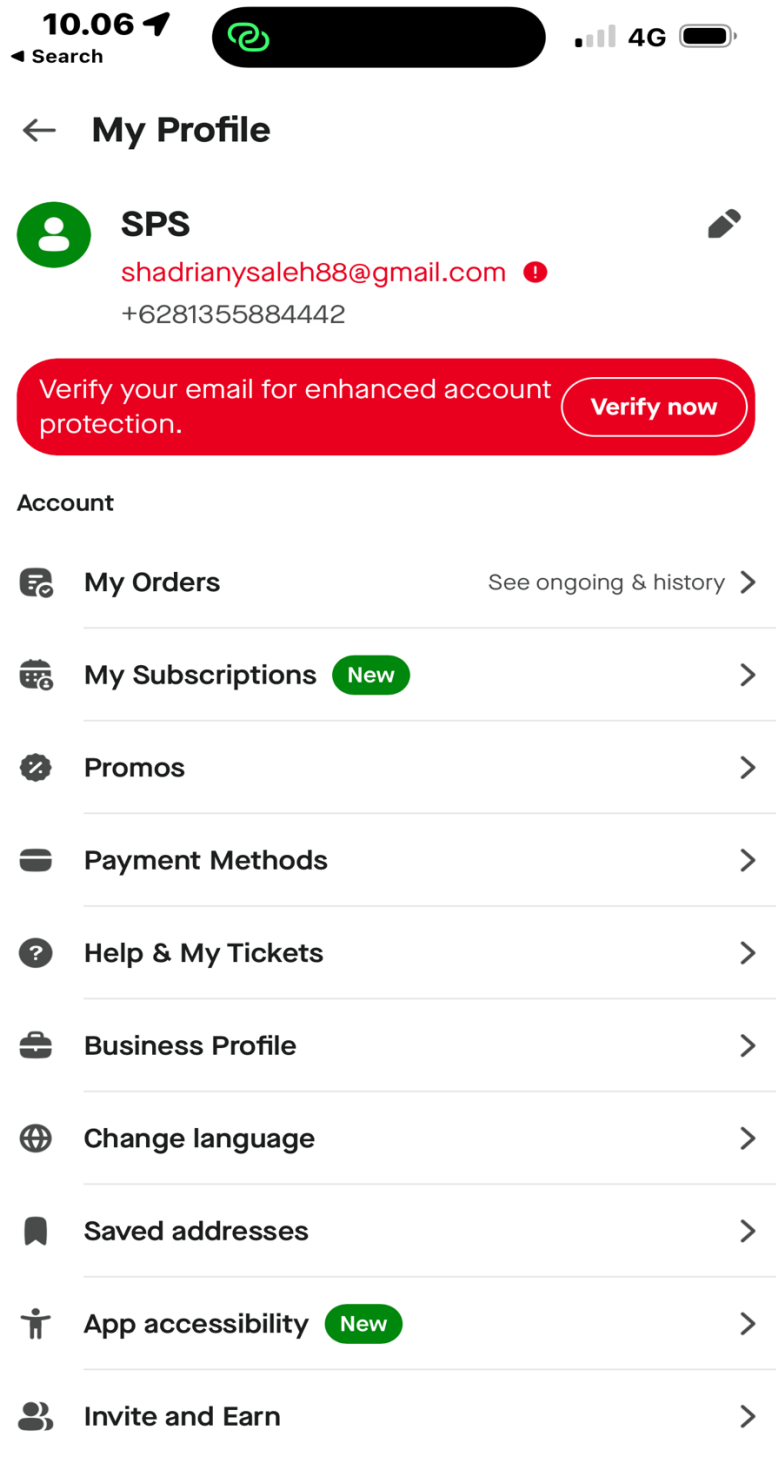 10.06
4G
◀ Search
← My Profile
SPS
shadrianysaleh88@gmail.com
+6281355884442
Verify your email for enhanced account
protection.
Verify now
Account
My Orders See ongoing & history
My Subscriptions New
Promos
Payment Methods
Help & My Tickets
Business Profile
Change language
Saved addresses
App accessibility New
Invite and Earn